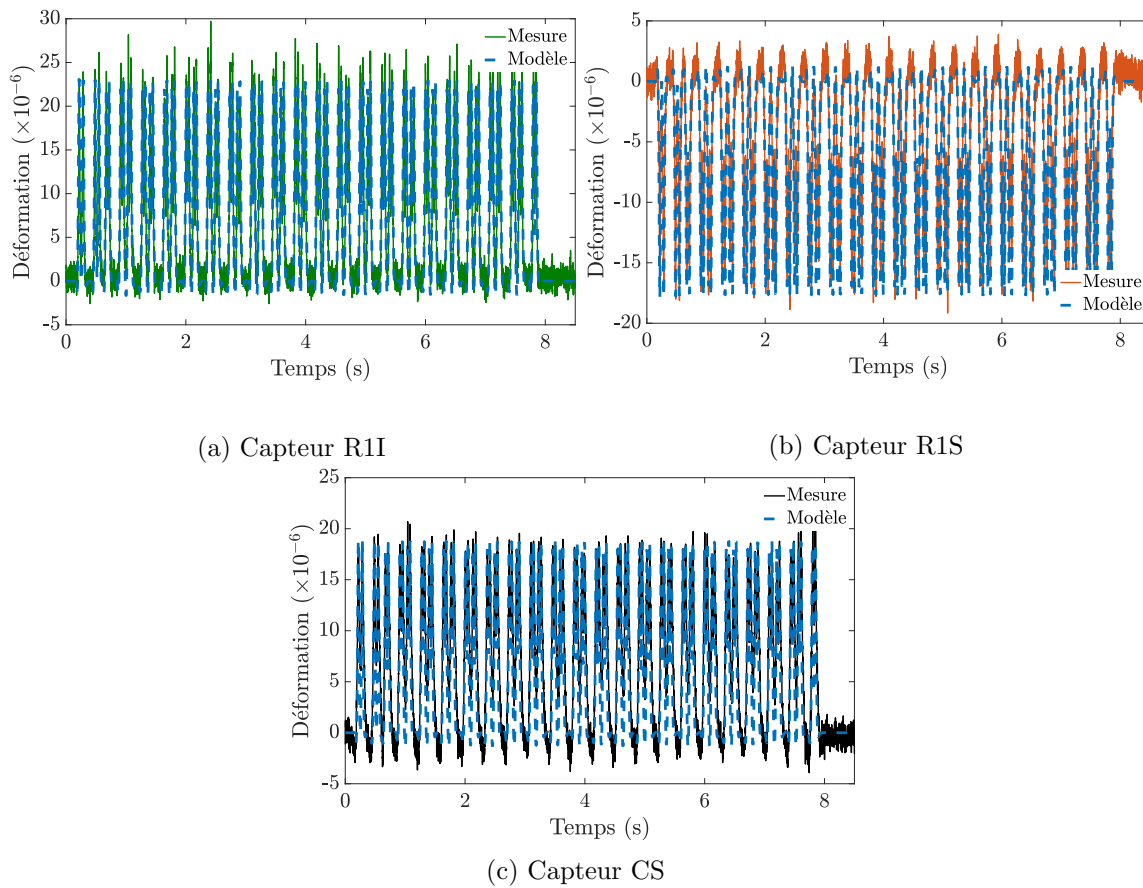 Déformation (×10⁻⁶)
30
25
20
15
10
5
0
-5
0 2 4 6 8
Temps (s)
Mesure
Modèle
(a) Capteur R1I
Déformation (×10⁻⁶)
5
0
-5
-10
-15
-20
0 2 4 6 8
Temps (s)
Mesure
Modèle
(b) Capteur R1S
Déformation (×10⁻⁶)
25
20
15
10
5
0
-5
0 2 4 6 8
Temps (s)
Mesure
Modèle
(c) Capteur CS